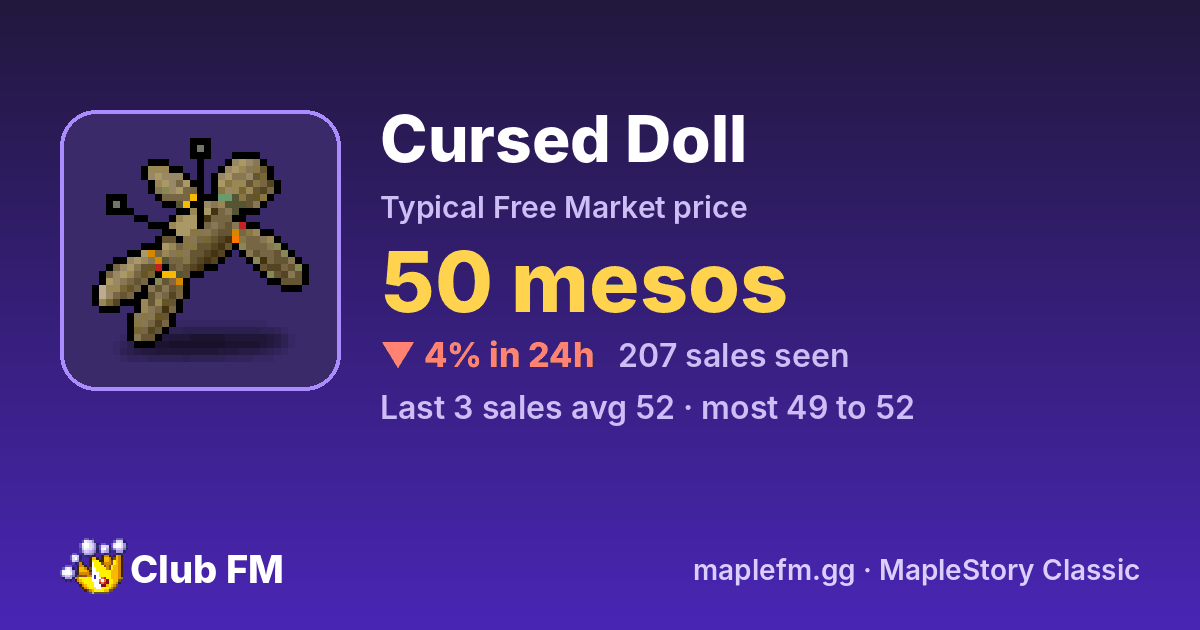 Cursed Doll
Typical Free Market price
50 mesos
▼ 4% in 24h 207 sales seen
Last 3 sales avg 52 · most 49 to 52
Club FM
maplefm.gg · MapleStory Classic